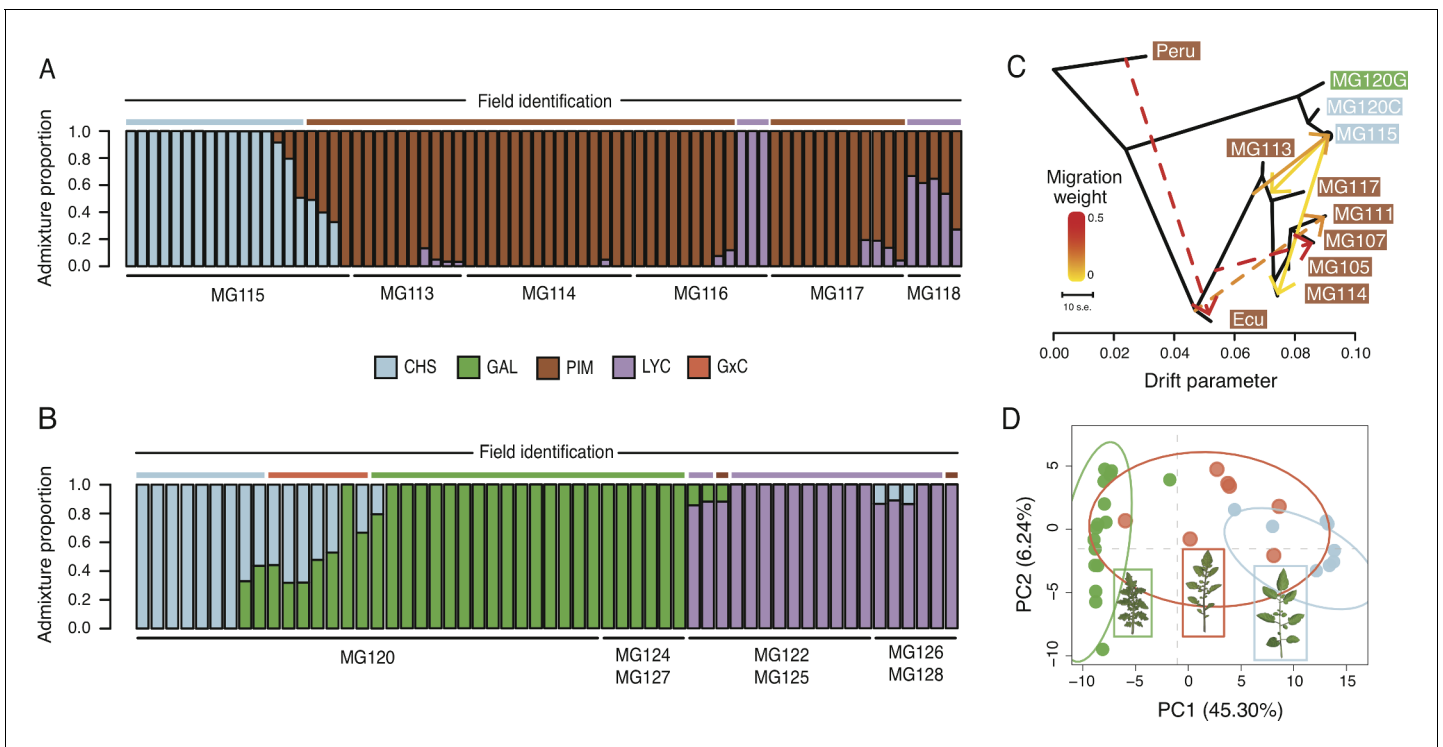 A
Field identification
Admixture proportion
1.0
0.8
0.6
0.4
0.2
0.0
MG115
MG113
MG114
MG116
MG117
MG118
CHS
GAL
PIM
LYC
GxC
B
Field identification
Admixture proportion
1.0
0.8
0.6
0.4
0.2
0.0
MG120
MG124
MG127
MG122
MG125
MG126
MG128
C
Peru
MG120G
MG120C
MG115
MG113
MG117
MG111
MG107
MG105
MG114
Ecu
Migration
weight
0.5
0
10 s.e.
0.00
0.02
0.04
0.06
0.08
0.10
Drift parameter
D
PC2 (6.24%)
5
0
−5
−10
−10
−5
0
5
10
15
PC1 (45.30%)